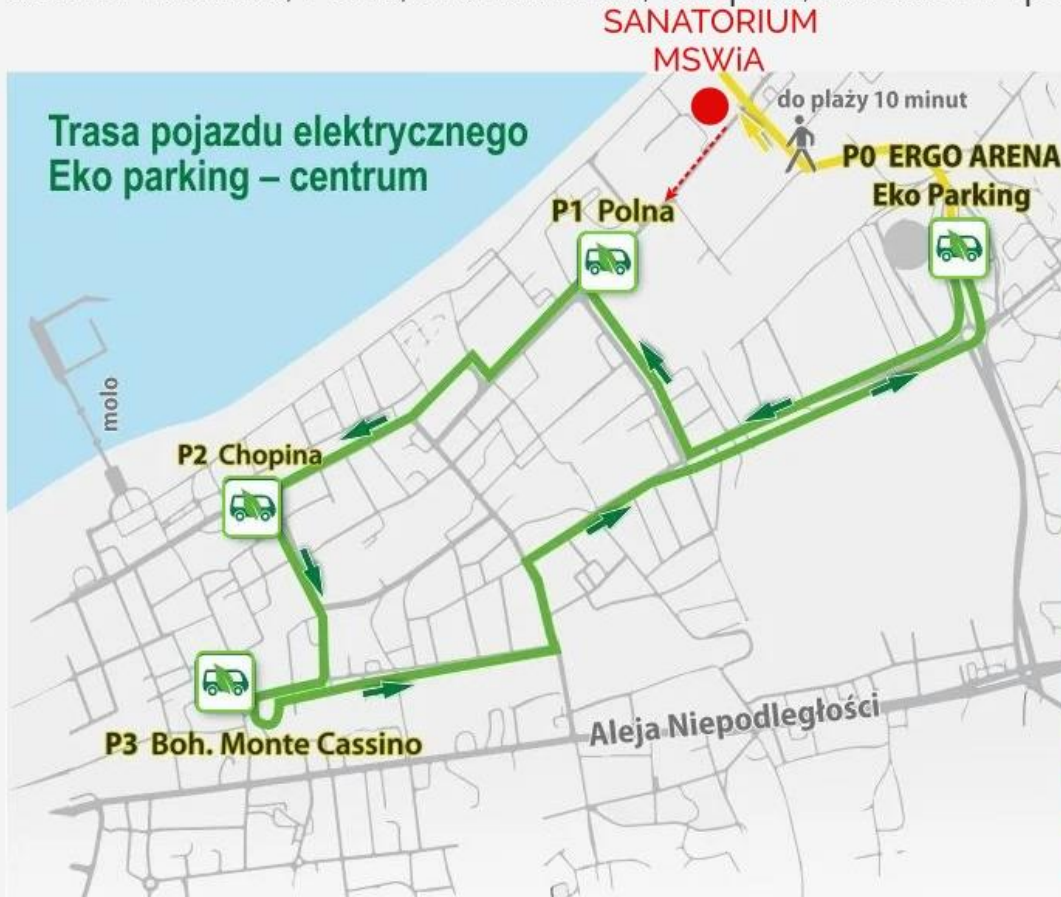 SANATORIUM
MSWiA
do plaży 10 minut
Trasa pojazdu elektrycznego
Eko parking – centrum
P0 ERGO ARENA
Eko Parking
P1 Polna
molo
P2 Chopina
P3 Boh. Monte Cassino
Aleja Niepodległości